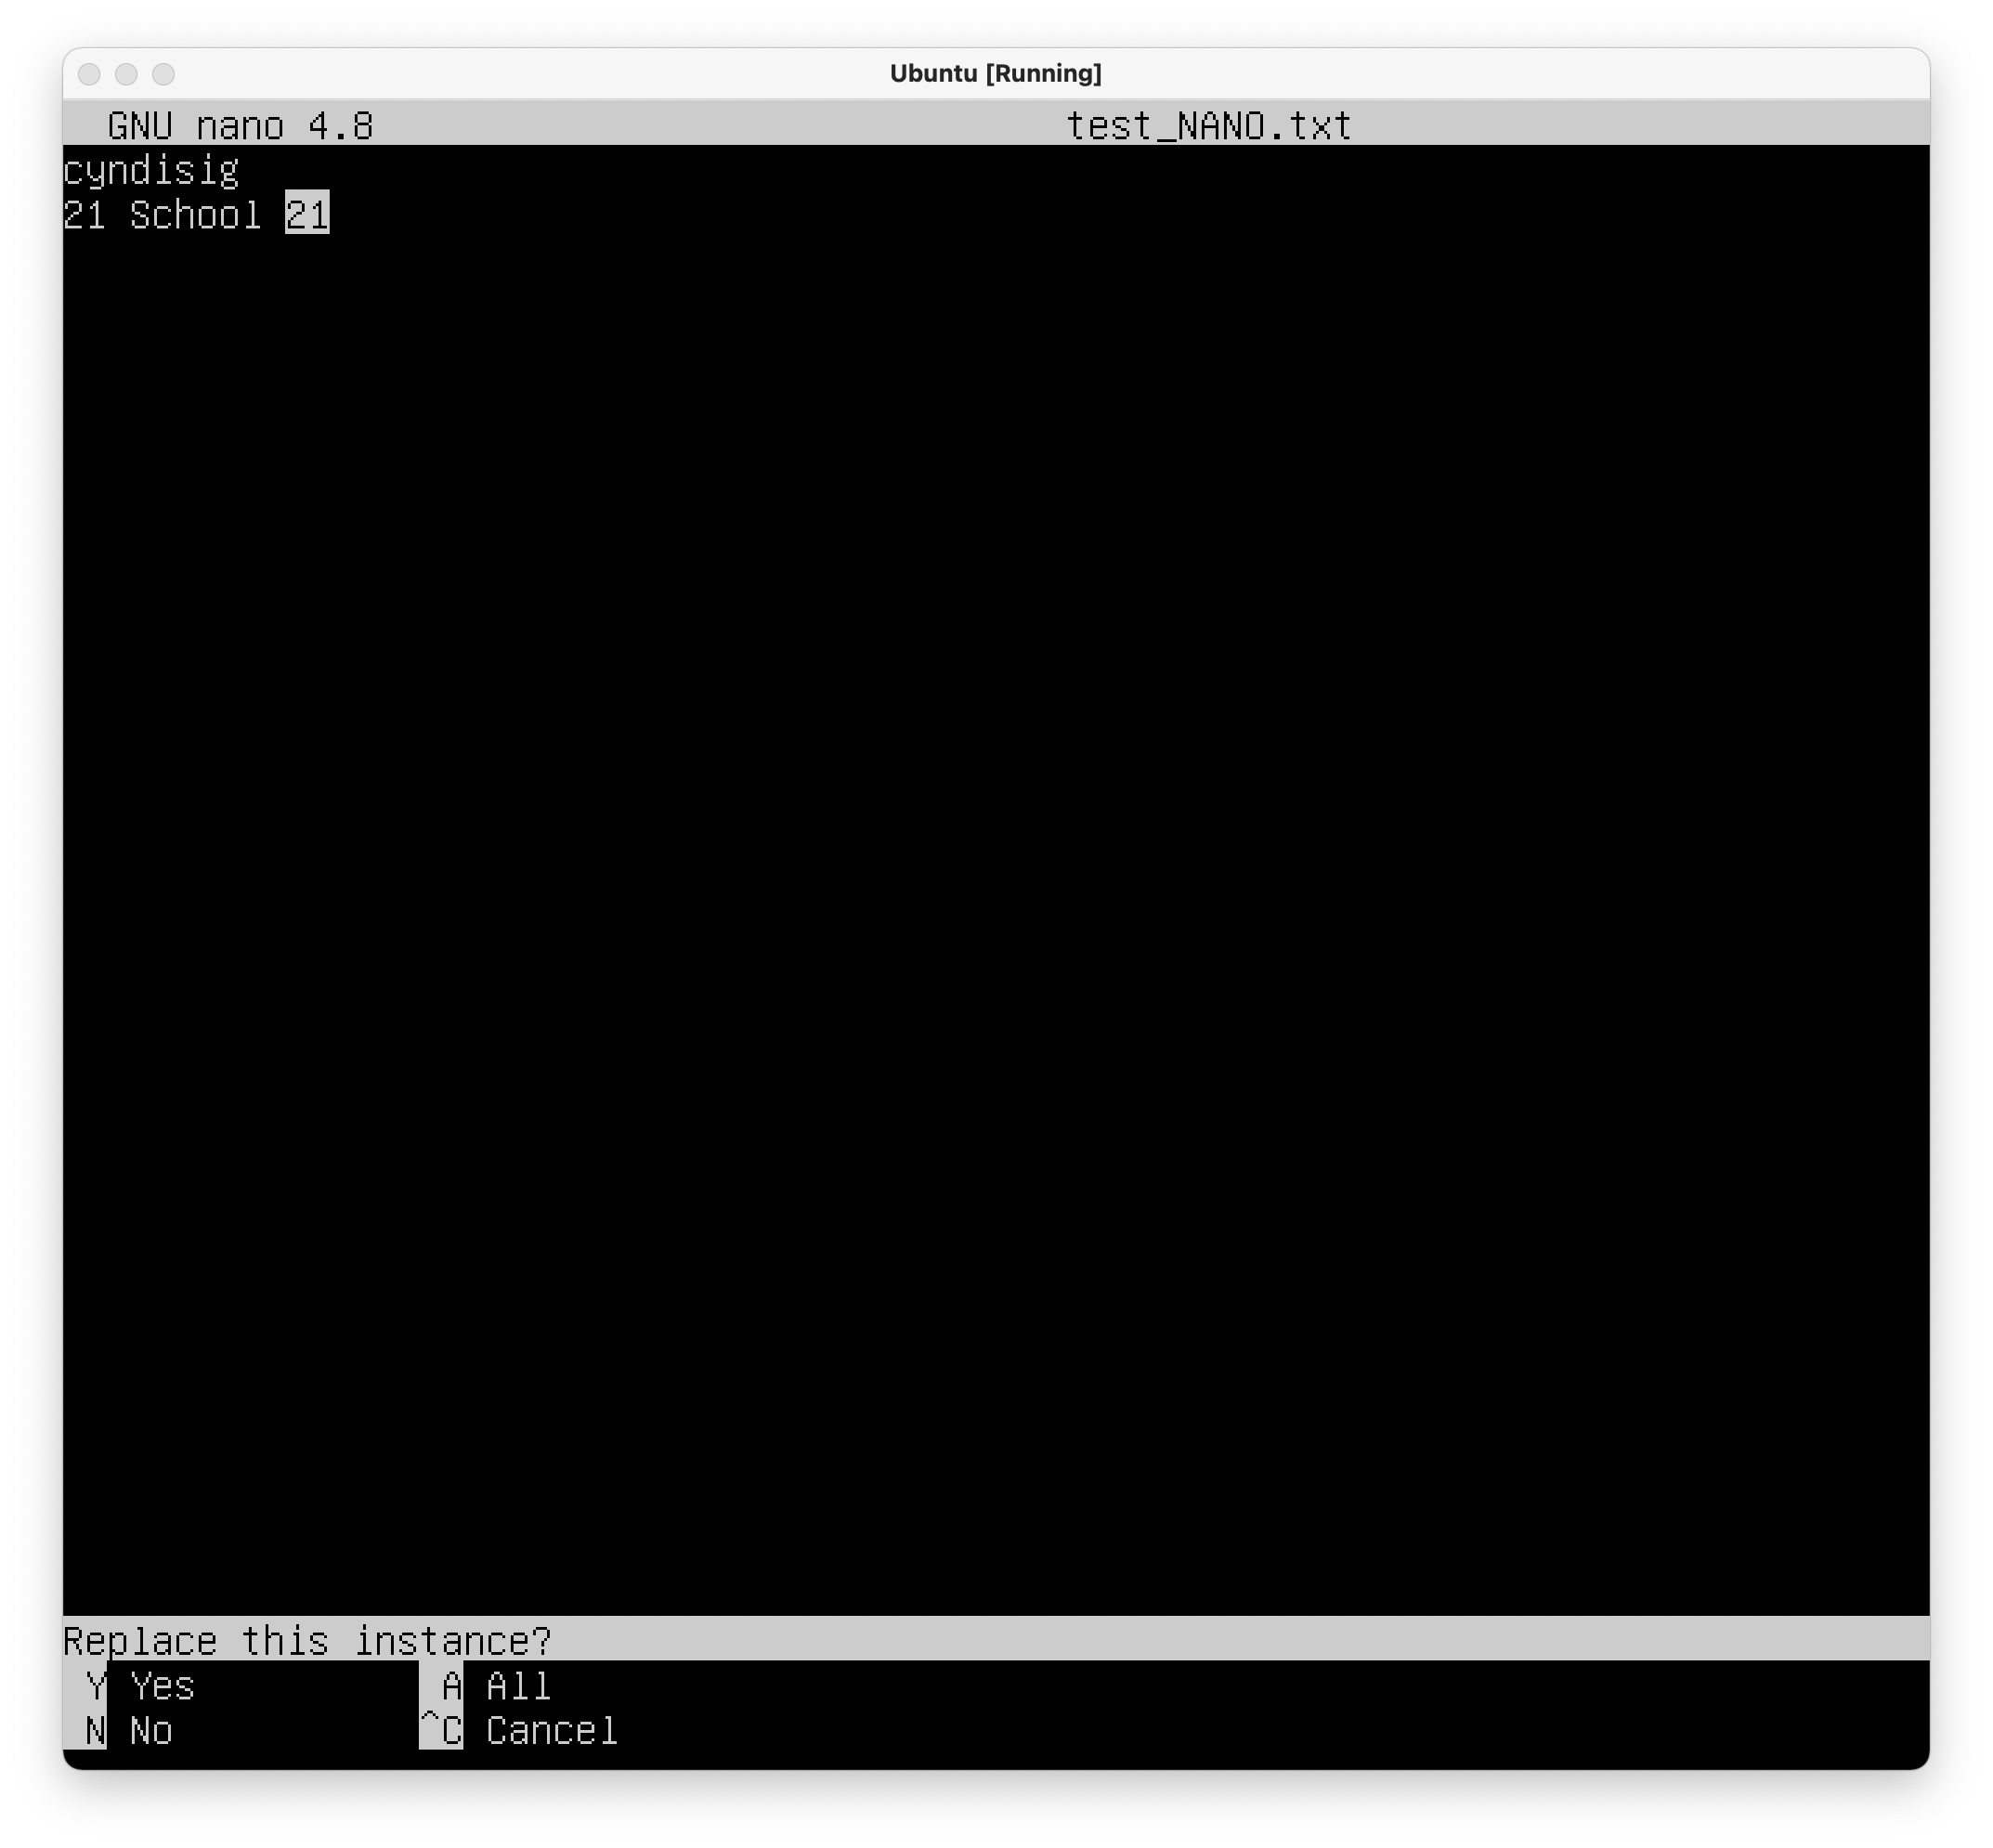 Ubuntu [Running]
GNU nano 4.8 test_NANO.txt
cyndisig
21 School 21
Replace this instance?
Y Yes A All
N No ^C Cancel